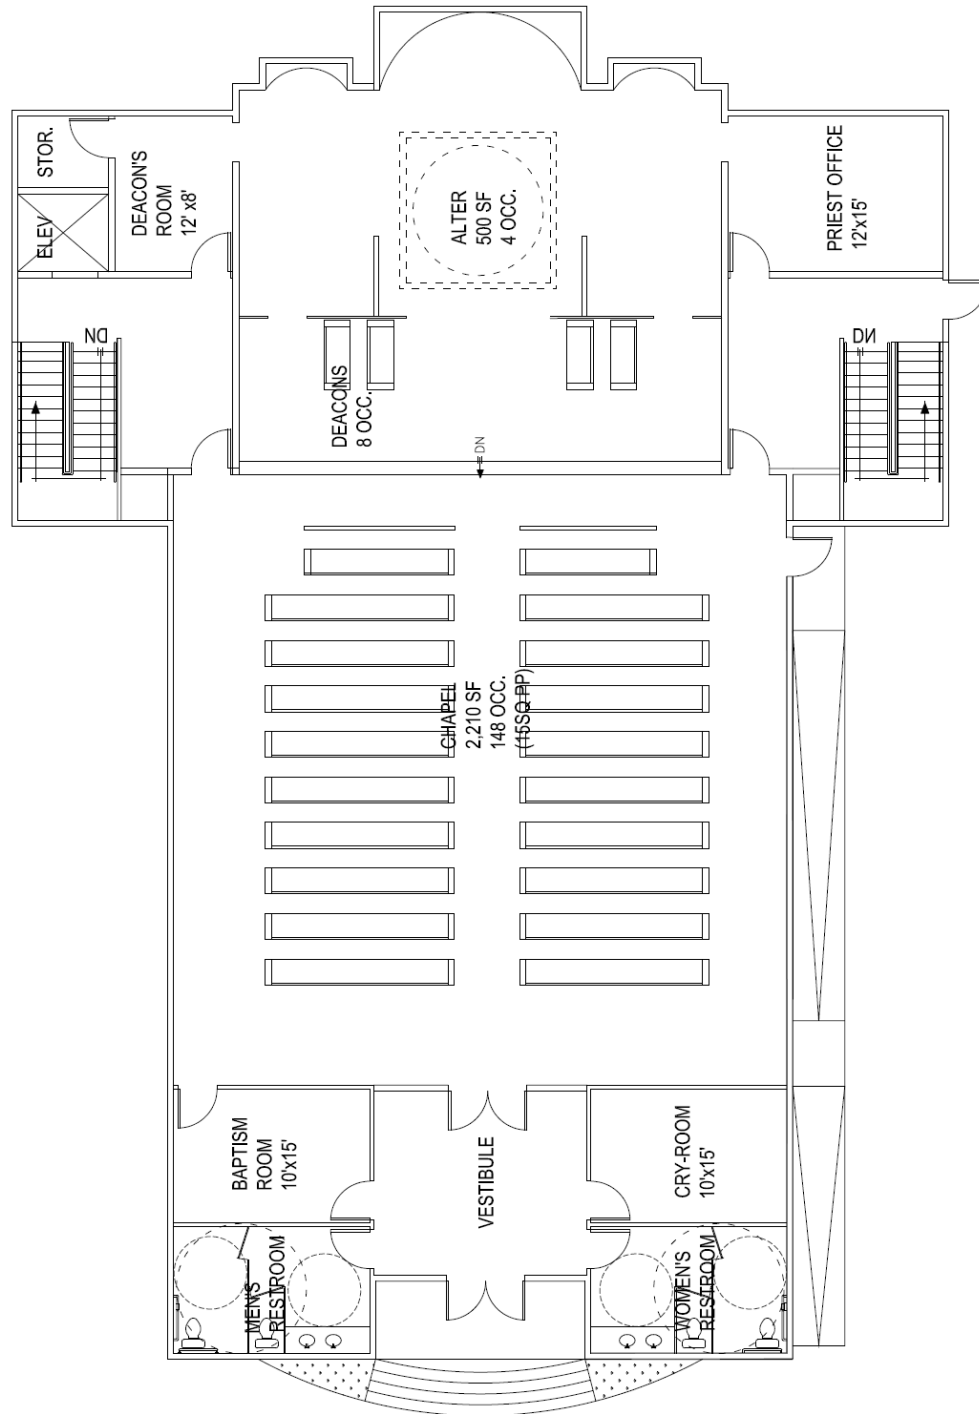 STOR.
ELEV
DEACON'S
ROOM
12' x8'
ALTER
500 SF
4 OCC.
PRIEST OFFICE
12'x15'
DN
DN
DEACONS
8 OCC.
DN
CHAPEL
2,210 SF
148 OCC.
(15SQ PP)
BAPTISM
ROOM
10'x15'
VESTIBULE
CRY-ROOM
10'x15'
MEN'S
RESTROOM
WOMEN'S
RESTROOM